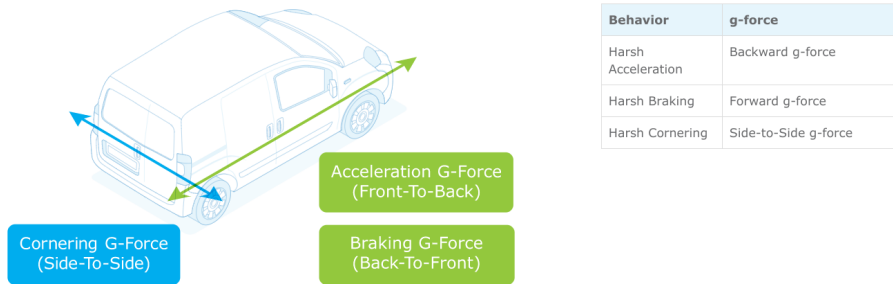 Acceleration G-Force
(Front-To-Back)
Cornering G-Force
(Side-To-Side)
Braking G-Force
(Back-To-Front)
Behavior g-force
Harsh Backward g-force
Acceleration
Harsh Braking Forward g-force
Harsh Cornering Side-to-Side g-force